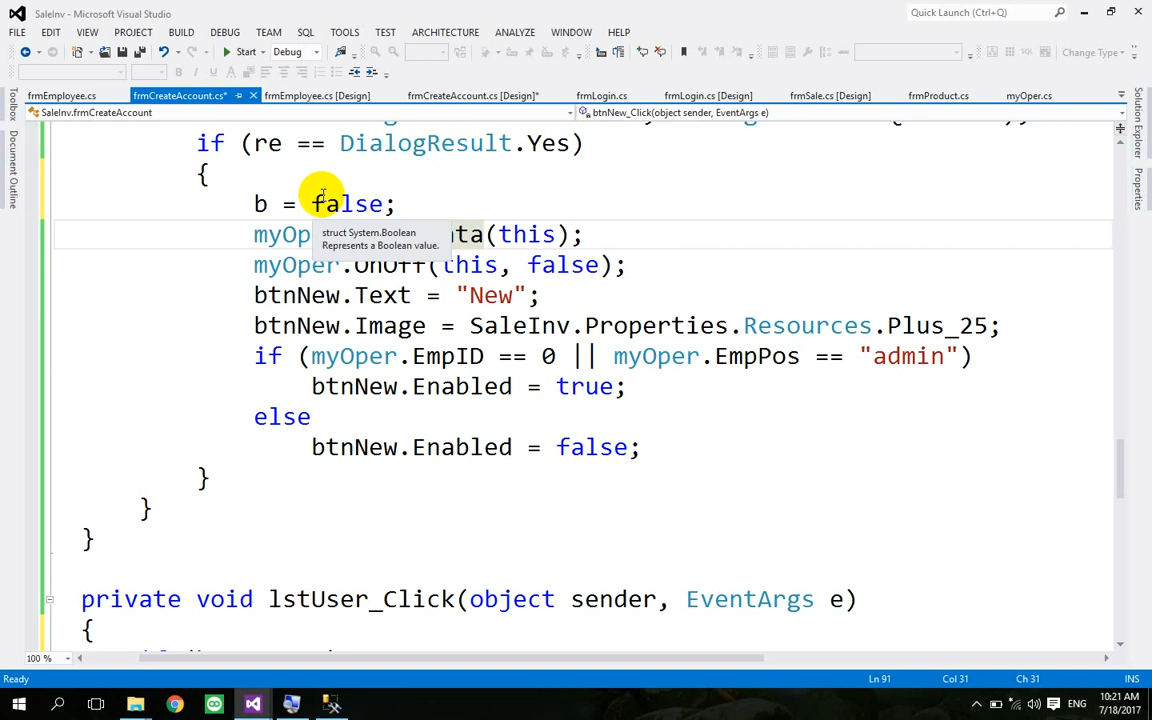 SaleInv - Microsoft Visual Studio
Quick Launch (Ctrl+Q)
FILE EDIT VIEW PROJECT BUILD DEBUG TEAM SQL TOOLS TEST ARCHITECTURE ANALYZE WINDOW HELP
Start Debug Change Type
frmEmployee.cs frmCreateAccount.cs* frmEmployee.cs [Design] frmCreateAccount.cs [Design]* frmLogin.cs frmLogin.cs [Design] frmSale.cs [Design] frmProduct.cs myOper.cs
SaleInv.frmCreateAccount btnNew_Click(object sender, EventArgs e)
Toolbox
Document Outline
Solution Explorer
Properties
if (re == DialogResult.Yes)
{
b = false;
struct System.Boolean
Represents a Boolean value.
(this);
myOper.OnOff(this, false);
btnNew.Text = "New";
btnNew.Image = SaleInv.Properties.Resources.Plus_25;
if (myOper.EmpID == 0 || myOper.EmpPos == "admin")
btnNew.Enabled = true;
else
btnNew.Enabled = false;
}
}
}
private void lstUser_Click(object sender, EventArgs e)
{
100 %
Ready Ln 91 Col 31 Ch 31 INS
ENG 10:21 AM
7/18/2017